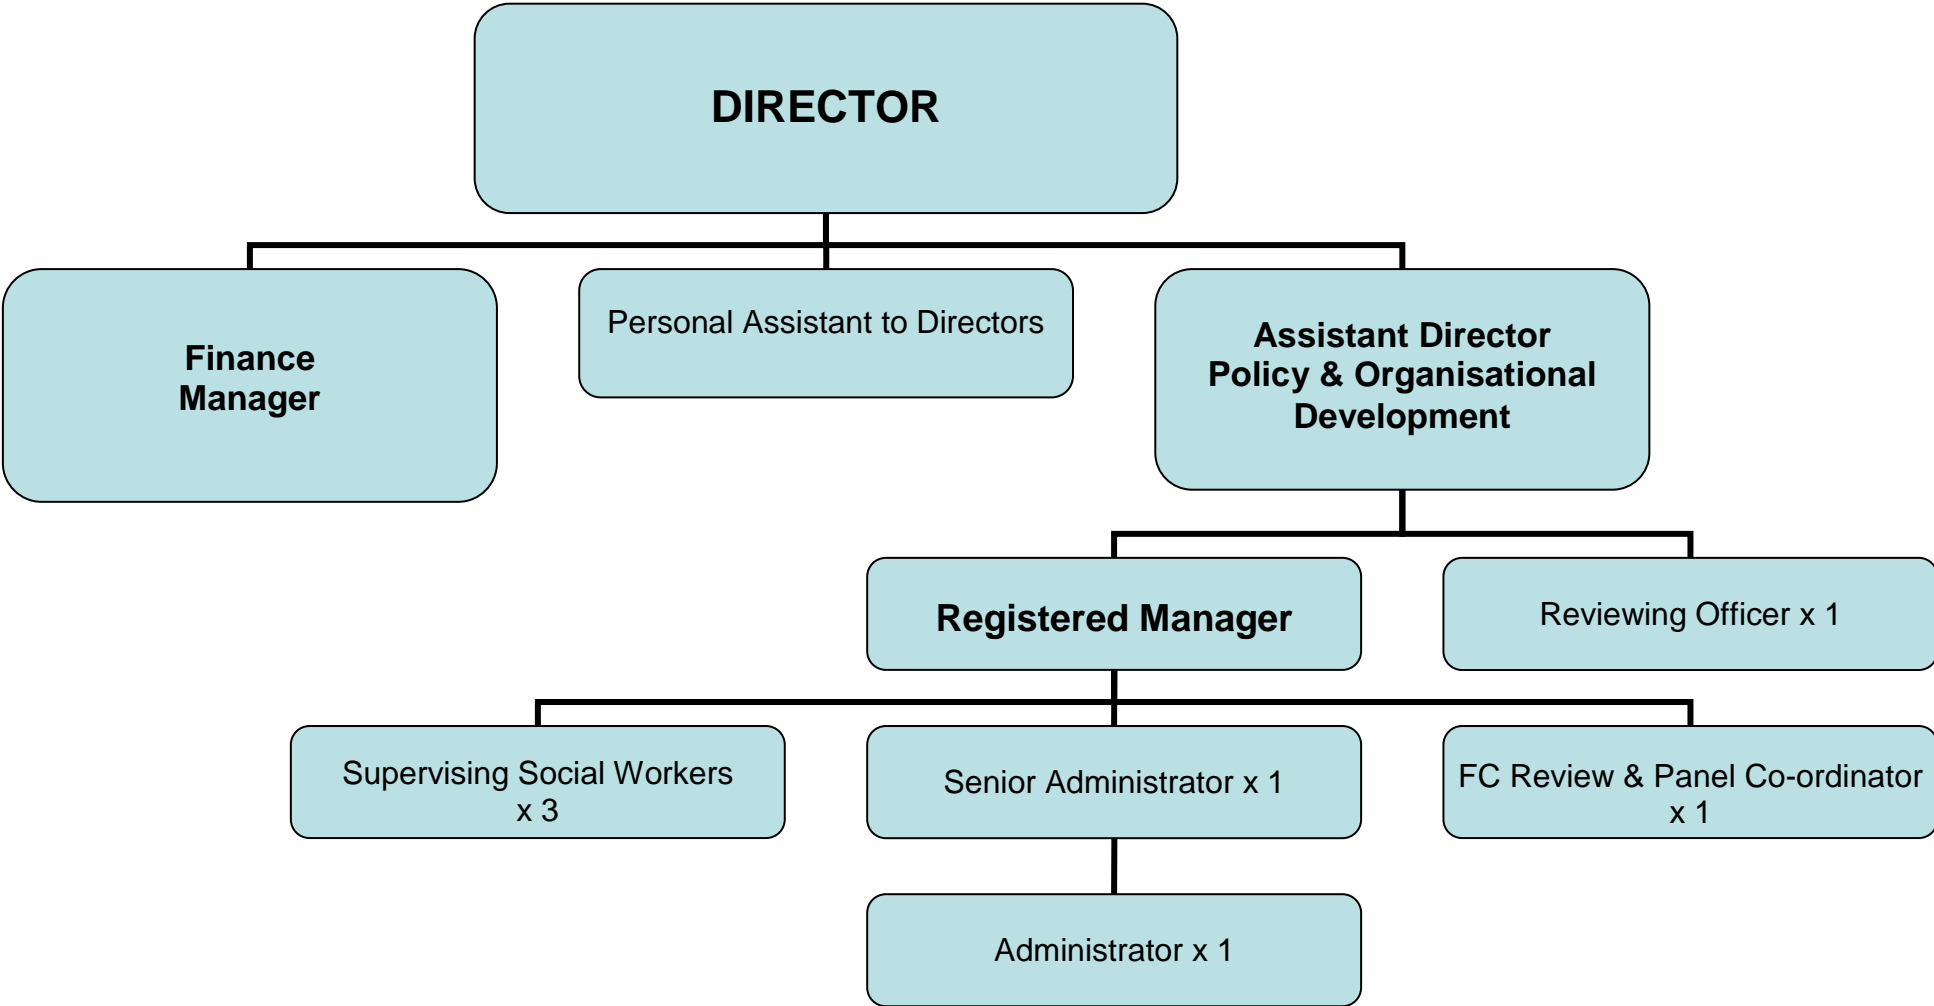 DIRECTOR
Finance
Manager
Personal Assistant to Directors
Assistant Director
Policy & Organisational
Development
Registered Manager
Reviewing Officer x 1
Supervising Social Workers
x 3
Senior Administrator x 1
FC Review & Panel Co-ordinator
x 1
Administrator x 1